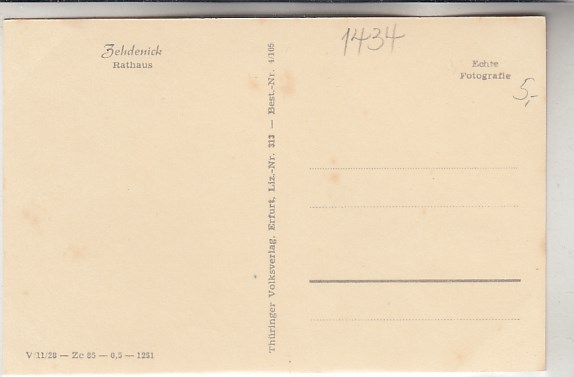 Zehdenick
Rathaus
1434
Echte
Fotografie
5,-
Thüringer Volksverlag, Erfurt, Liz.-Nr. 313 — Best.-Nr. 4/105
V/11/28 — Zc 85 — 0,5 — 1251